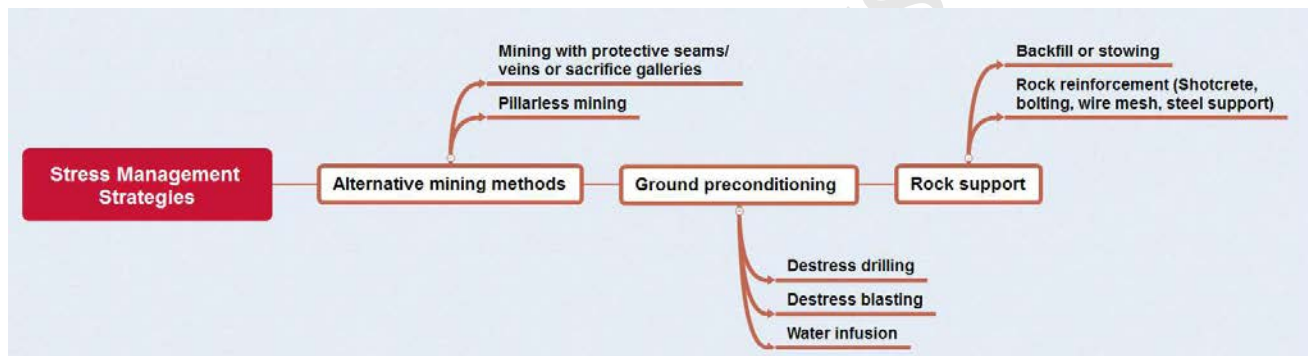 Mining with protective seams/
veins or sacrifice galleries
Pillarless mining
Backfill or stowing
Rock reinforcement (Shotcrete,
bolting, wire mesh, steel support)
Stress Management
Strategies
Alternative mining methods
Ground preconditioning
Rock support
Destress drilling
Destress blasting
Water infusion